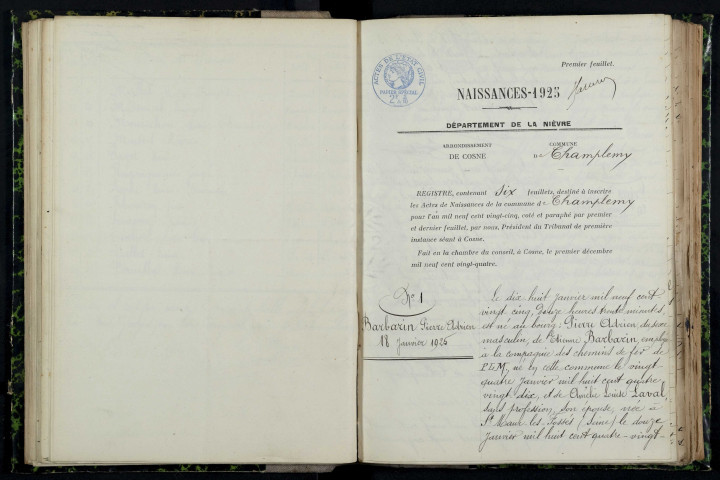 Premier feuillet.
ACTES DE L'ETAT CIVIL
PAPIER SPECIAL
NAISSANCES-1925
DÉPARTEMENT DE LA NIÈVRE
ARRONDISSEMENT
DE COSNE
COMMUNE
DE Champlemy
REGISTRE, contenant six feuillets, destiné à inscrire
les Actes de Naissances de la commune de Champlemy
pour l'an mil neuf cent vingt-cinq, coté et paraphé par premier
et dernier feuillet, par nous, Président du Tribunal de première
instance séant à Cosne.
Fait en la chambre du conseil, à Cosne, le premier décembre
mil neuf cent vingt-quatre.
No 1
Barbarin Pierre Adrien
18 Janvier 1925
Le dix huit janvier mil neuf cent
vingt cinq, douze heures trente minutes,
est né au bourg: Pierre Adrien, du sexe
masculin, de Etienne Barbarin, employé
à la compagnie des chemins de fer de
P.L.M, né en cette commune le vingt
quatre janvier mil huit cent quatre
vingt dix, et de Amélie Louise Laval,
sans profession, son épouse, née à
St Maur les Fossés (Seine) le douze
janvier mil huit cent quatre-vingt-